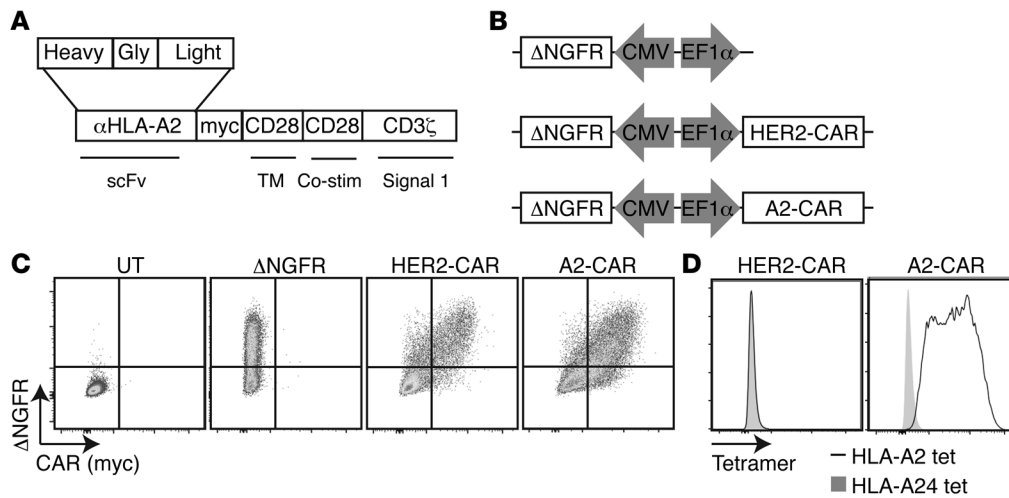 A
Heavy Gly Light
αHLA-A2 myc CD28 CD28 CD3ζ
scFv TM Co-stim Signal 1
B
ΔNGFR CMV EF1α
ΔNGFR CMV EF1α HER2-CAR
ΔNGFR CMV EF1α A2-CAR
C
UT ΔNGFR HER2-CAR A2-CAR
ΔNGFR
CAR (myc)
D
HER2-CAR A2-CAR
Tetramer
HLA-A2 tet
HLA-A24 tet